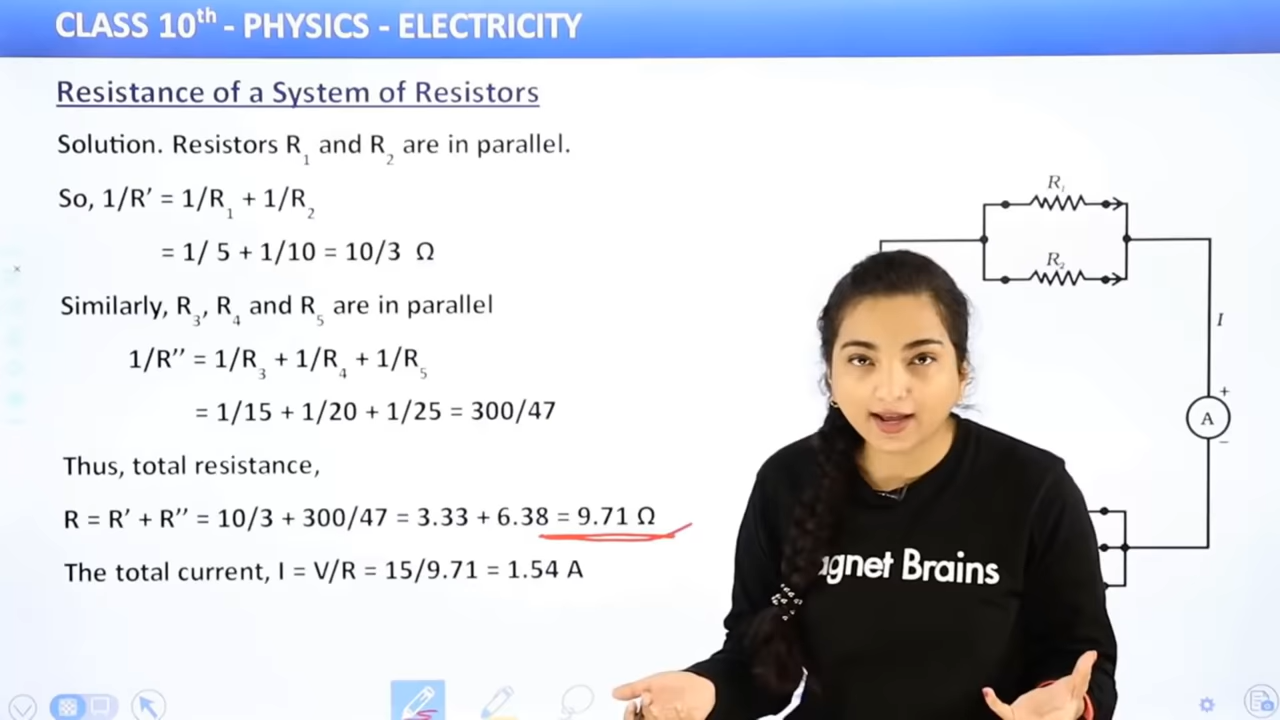 CLASS 10th - PHYSICS - ELECTRICITY
Resistance of a System of Resistors
Solution. Resistors R₁ and R₂ are in parallel.
So, 1/R’ = 1/R₁ + 1/R₂
= 1/ 5 + 1/10 = 10/3 Ω
Similarly, R₃, R₄ and R₅ are in parallel
1/R’’ = 1/R₃ + 1/R₄ + 1/R₅
= 1/15 + 1/20 + 1/25 = 300/47
Thus, total resistance,
R = R’ + R’’ = 10/3 + 300/47 = 3.33 + 6.38 = 9.71 Ω
The total current, I = V/R = 15/9.71 = 1.54 A
R₁
R₂
I
+
A
−
agnet Brains